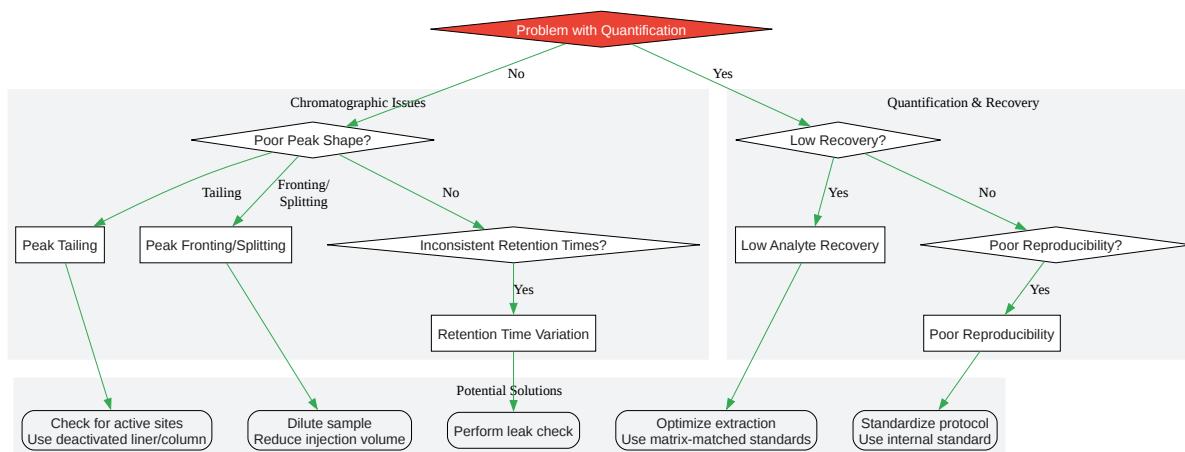 Problem with Quantification
No
Yes
Chromatographic Issues
Quantification & Recovery
Poor Peak Shape?
Low Recovery?
Tailing
Fronting/
Splitting
No
Yes
No
Peak Tailing
Peak Fronting/Splitting
Inconsistent Retention Times?
Low Analyte Recovery
Poor Reproducibility?
Yes
Yes
Retention Time Variation
Poor Reproducibility
Potential Solutions
Check for active sites
Use deactivated liner/column
Dilute sample
Reduce injection volume
Perform leak check
Optimize extraction
Use matrix-matched standards
Standardize protocol
Use internal standard